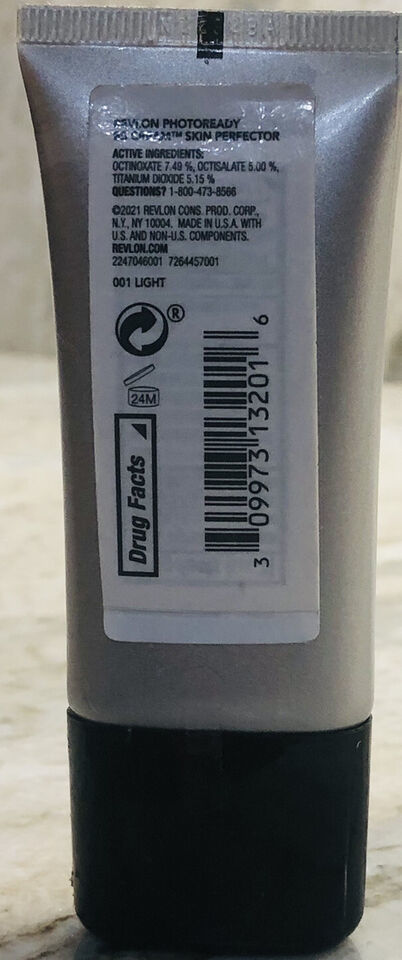 REVLON PHOTOREADY
BB CREAM™ SKIN PERFECTOR
ACTIVE INGREDIENTS:
OCTINOXATE 7.49 %, OCTISALATE 5.00 %,
TITANIUM DIOXIDE 5.15 %
QUESTIONS? 1-800-473-8566
©2021 REVLON CONS. PROD. CORP.,
N.Y., NY 10004. MADE IN U.S.A. WITH
U.S. AND NON-U.S. COMPONENTS.
REVLON.COM
2247046001 7264457001
001 LIGHT
®
24M
Drug Facts
3 09973 13201 6